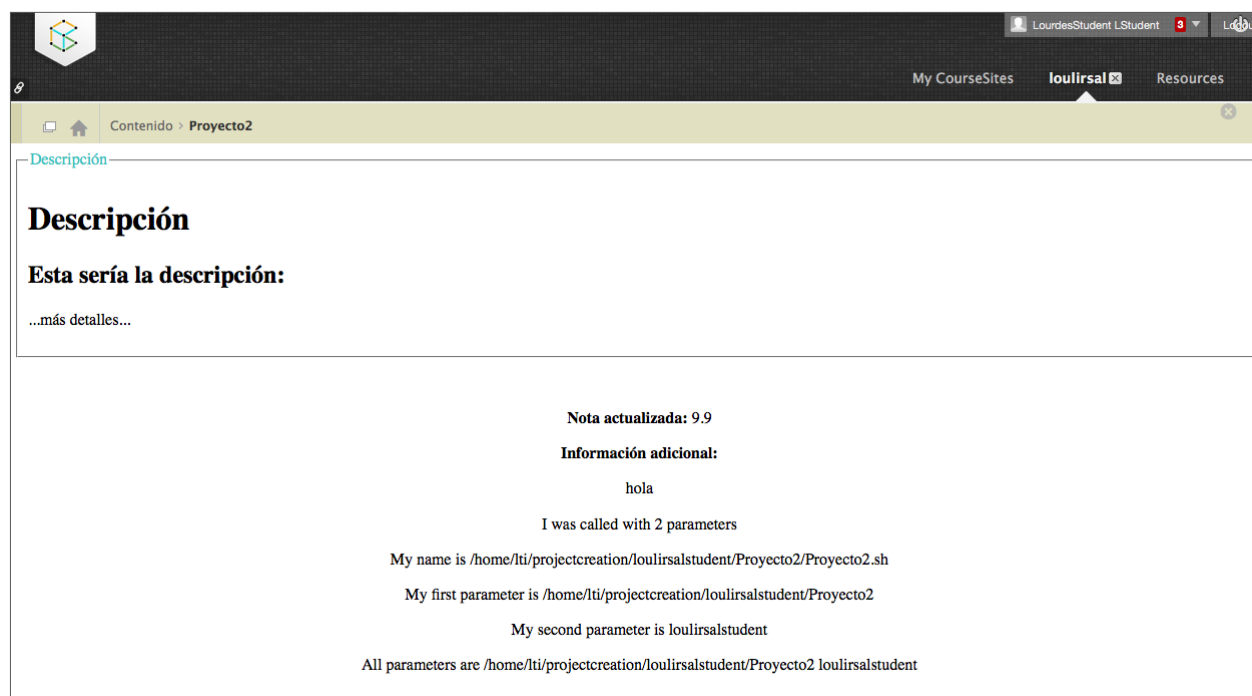 LourdesStudent LStudent 3
My CourseSites loulirsal Resources
Contenido > Proyecto2
Descripción
Descripción
Esta sería la descripción:
...más detalles...
Nota actualizada: 9.9
Información adicional:
hola
I was called with 2 parameters
My name is /home/lti/projectcreation/loulirsalstudent/Proyecto2/Proyecto2.sh
My first parameter is /home/lti/projectcreation/loulirsalstudent/Proyecto2
My second parameter is loulirsalstudent
All parameters are /home/lti/projectcreation/loulirsalstudent/Proyecto2 loulirsalstudent